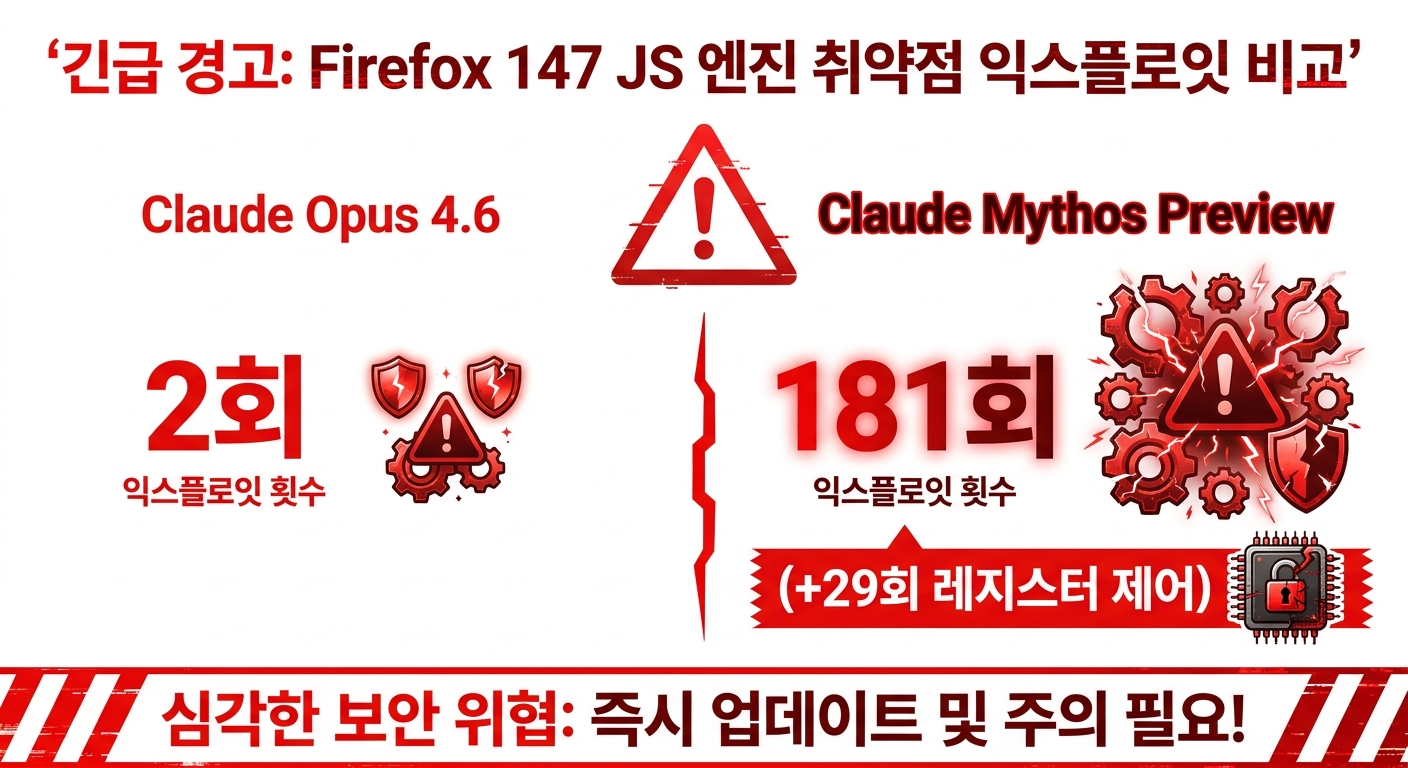 ‘긴급 경고: Firefox 147 JS 엔진 취약점 익스플로잇 비교’
Claude Opus 4.6
Claude Mythos Preview
2회
익스플로잇 횟수
181회
익스플로잇 횟수
(+29회 레지스터 제어)
심각한 보안 위협: 즉시 업데이트 및 주의 필요!